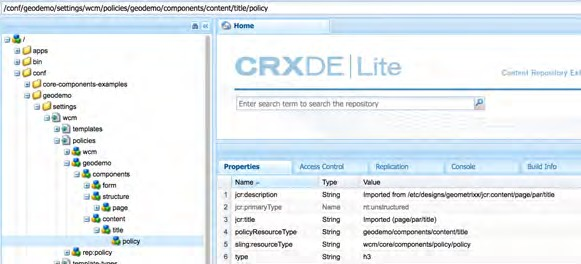 /conf/geodemo/settings/wcm/policies/geodemo/components/content/title/policy
/
apps
bin
conf
core-components-examples
geodemo
settings
wcm
templates
policies
wcm
geodemo
components
form
structure
page
content
title
policy
rep:policy
template-types
Home
CRXDE | Lite
Content Repository Ext
Enter search term to search the repository
Properties Access Control Replication Console Build Info
Name Type Value
1 jcr:description String Imported from /etc/designs/geometrixx/jcr:content/page/par/title
2 jcr:primaryType Name nt:unstructured
3 jcr:title String Imported (page/par/title)
4 policyResourceType String geodemo/components/content/title
5 sling:resourceType String wcm/core/components/policy/policy
6 type String h3